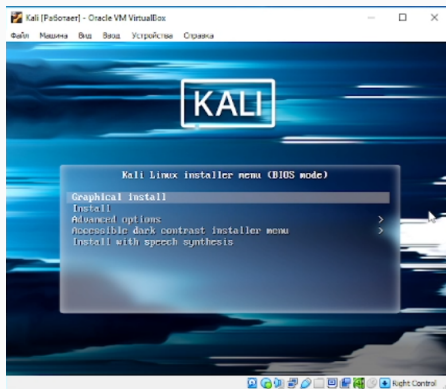 Kali [Работает] - Oracle VM VirtualBox
Файл Машина Вид Ввод Устройства Справка
KALI
Kali Linux installer menu (BIOS mode)
Graphical install
Install
Advanced options >
Accessible dark contrast installer menu >
Install with speech synthesis
Right Control